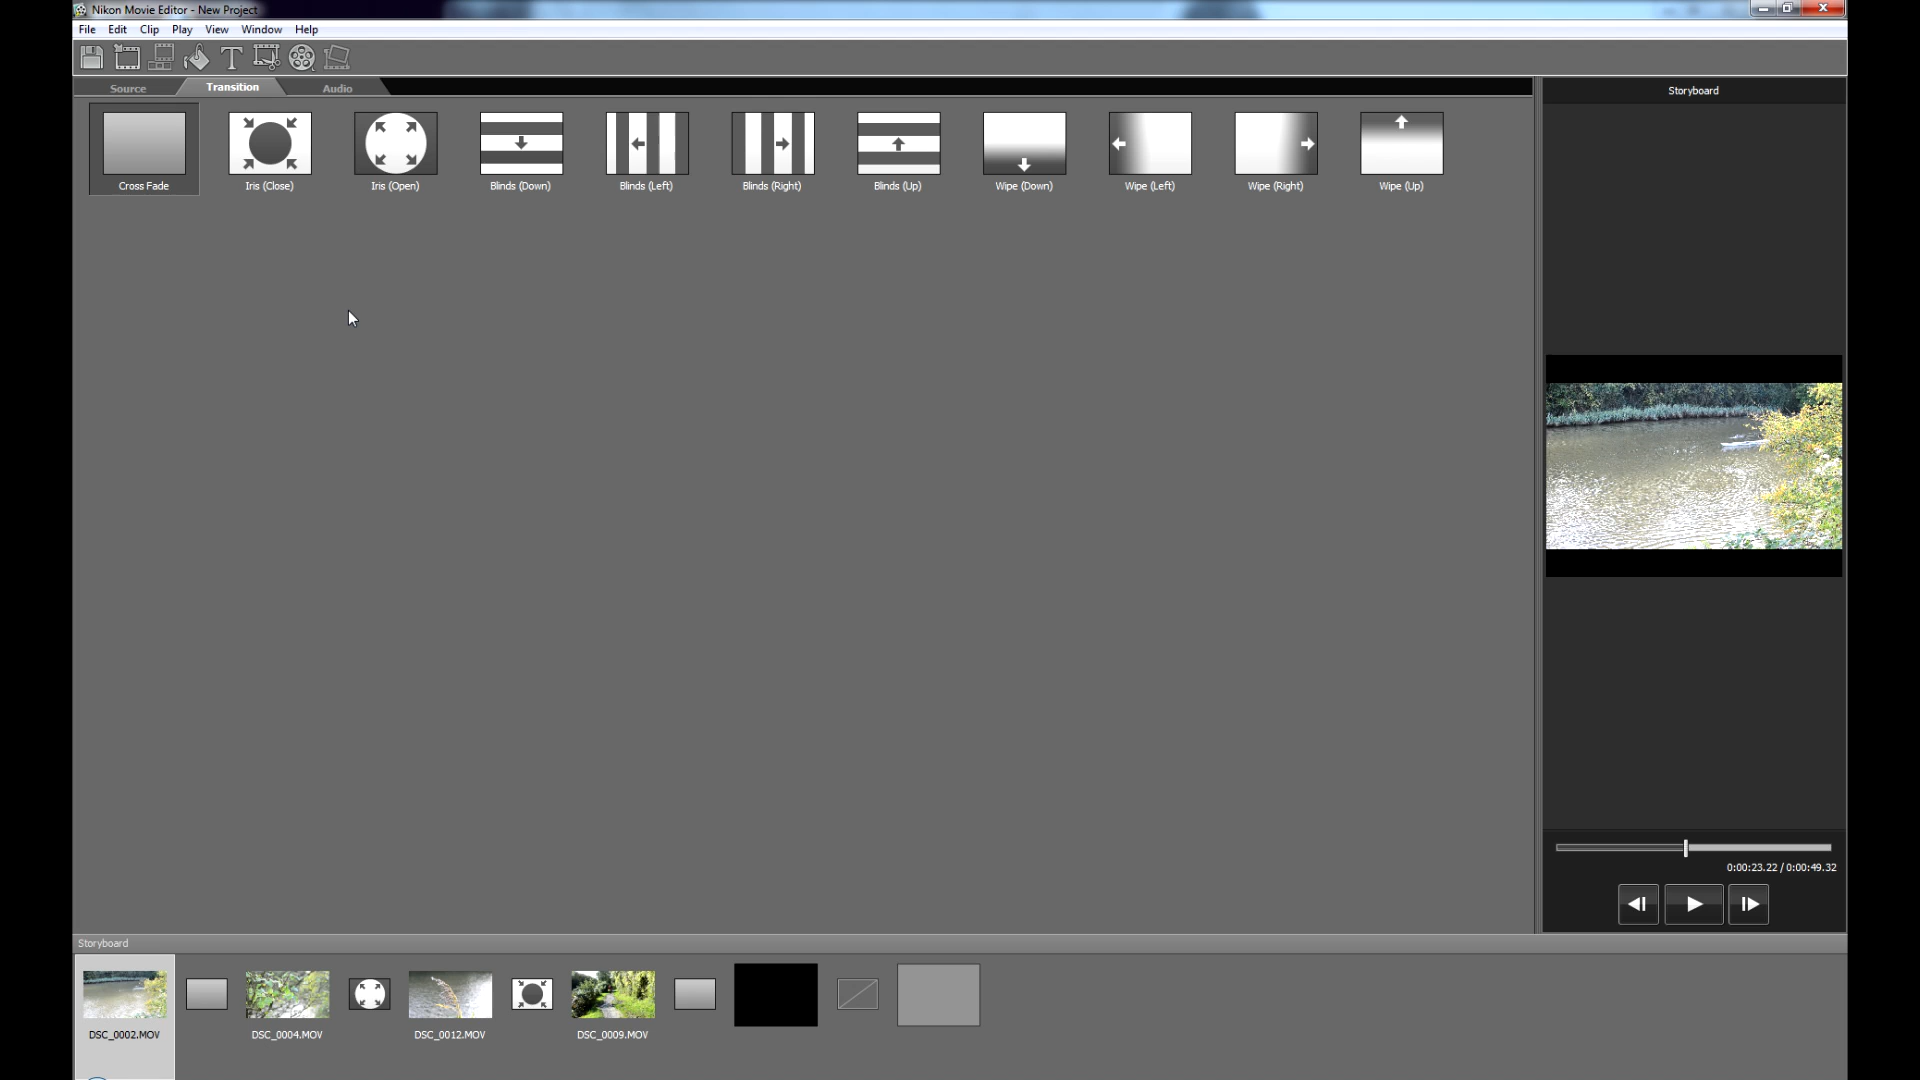 Nikon Movie Editor - New Project
File Edit Clip Play View Window Help
Source Transition Audio
Storyboard
Cross Fade Iris (Close) Iris (Open) Blinds (Down) Blinds (Left) Blinds (Right) Blinds (Up) Wipe (Down) Wipe (Left) Wipe (Right) Wipe (Up)
0:00:23.22 / 0:00:49.32
Storyboard
DSC_0002.MOV DSC_0004.MOV DSC_0012.MOV DSC_0009.MOV